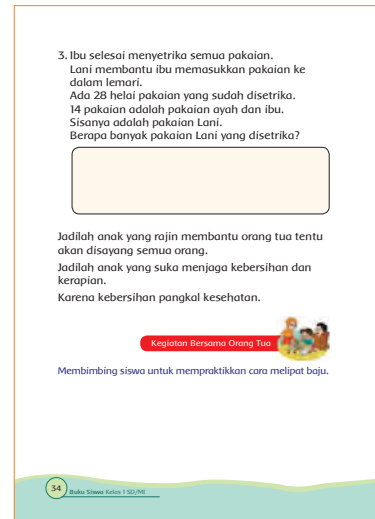 3. Ibu selesai menyetrika semua pakaian.
Lani membantu ibu memasukkan pakaian ke
dalam lemari.
Ada 28 helai pakaian yang sudah disetrika.
14 pakaian adalah pakaian ayah dan ibu.
Sisanya adalah pakaian Lani.
Berapa banyak pakaian Lani yang disetrika?
Jadilah anak yang rajin membantu orang tua tentu
akan disayang semua orang.
Jadilah anak yang suka menjaga kebersihan dan
kerapian.
Karena kebersihan pangkal kesehatan.
Kegiatan Bersama Orang Tua
Membimbing siswa untuk mempraktikkan cara melipat baju.
34 Buku Siswa Kelas 1 SD/MI